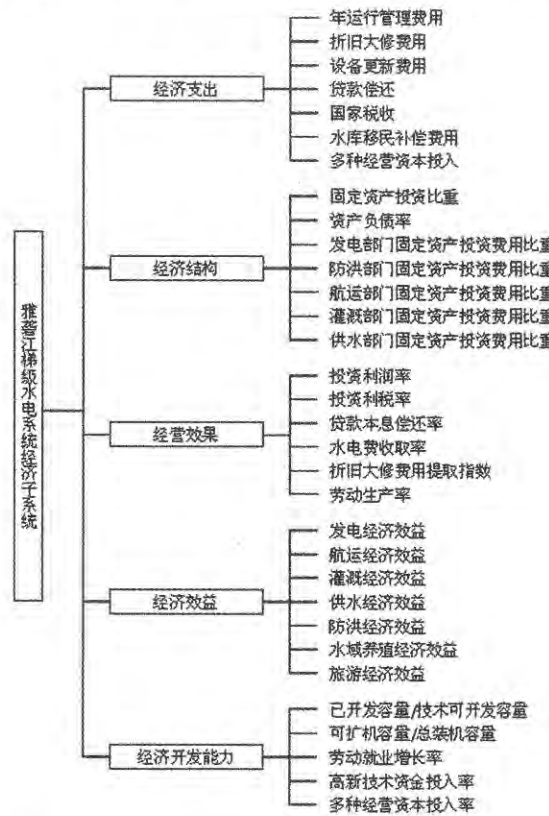 雅砻江梯级水电系统经济子系统
经济支出
年运行管理费用
折旧大修费用
设备更新费用
贷款偿还
国家税收
水库移民补偿费用
多种经营资本投入
经济结构
固定资产投资比重
资产负债率
发电部门固定资产投资费用比重
防洪部门固定资产投资费用比重
航运部门固定资产投资费用比重
灌溉部门固定资产投资费用比重
供水部门固定资产投资费用比重
经营效果
投资利润率
投资利税率
贷款本息偿还率
水电费收取率
折旧大修费用提取指数
劳动生产率
经济效益
发电经济效益
航运经济效益
灌溉经济效益
供水经济效益
防洪经济效益
水域养殖经济效益
旅游经济效益
经济开发能力
已开发容量/技术可开发容量
可扩机容量/总装机容量
劳动就业增长率
高新技术资金投入率
多种经营资本投入率